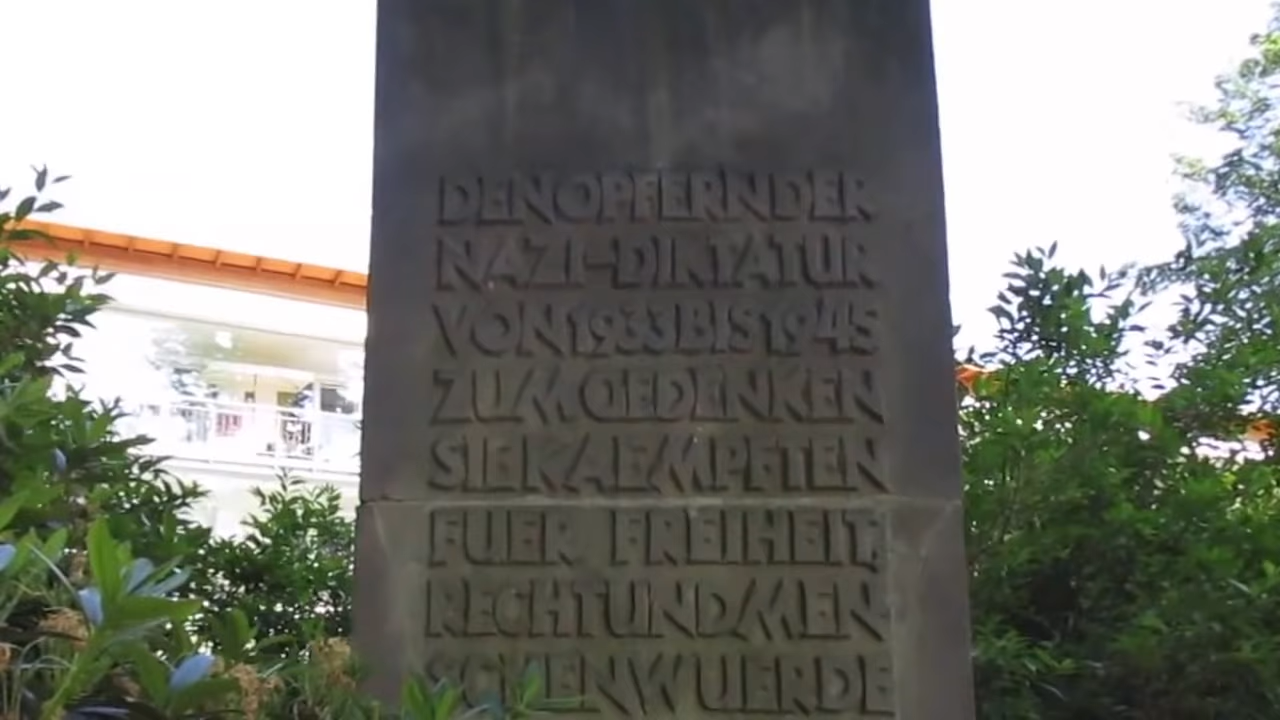 DEN OPFERN DER
NAZI-DIKTATUR
VON 1933 BIS 1945
ZUM GEDENKEN
SIE KAEMPFTEN
FUER FREIHEIT,
RECHT UND MEN-
SCHENWUERDE